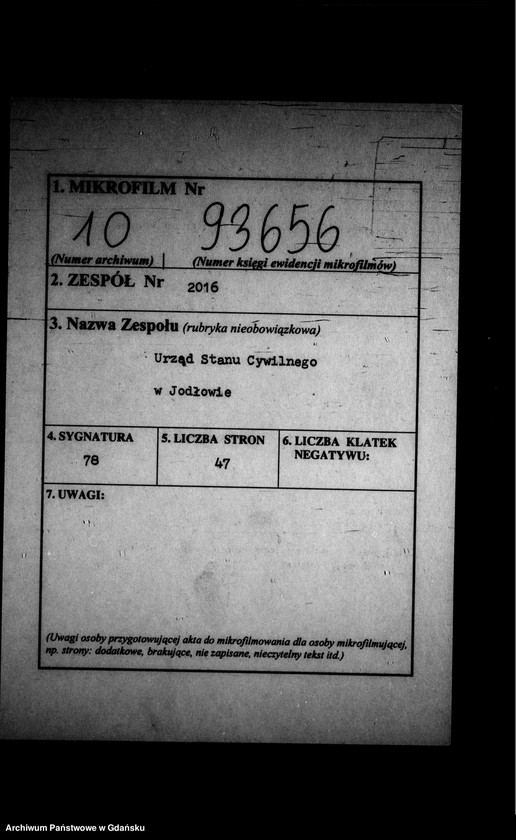 1. MIKROFILM Nr
10 93656
(Numer archiwum) (Numer księgi ewidencji mikrofilmów)
2. ZESPÓŁ Nr 2016
3. Nazwa Zespołu (rubryka nieobowiązkowa)
Urząd Stanu Cywilnego
w Jodłowie
4. SYGNATURA 5. LICZBA STRON 6. LICZBA KLATEK
NEGATYWU:
78 47
7. UWAGI:
(Uwagi osoby przygotowującej akta do mikrofilmowania dla osoby mikrofilmującej,
np. strony: dodatkowe, brakujące, nie zapisane, nieczytelny tekst itd.)
Archiwum Państwowe w Gdańsku